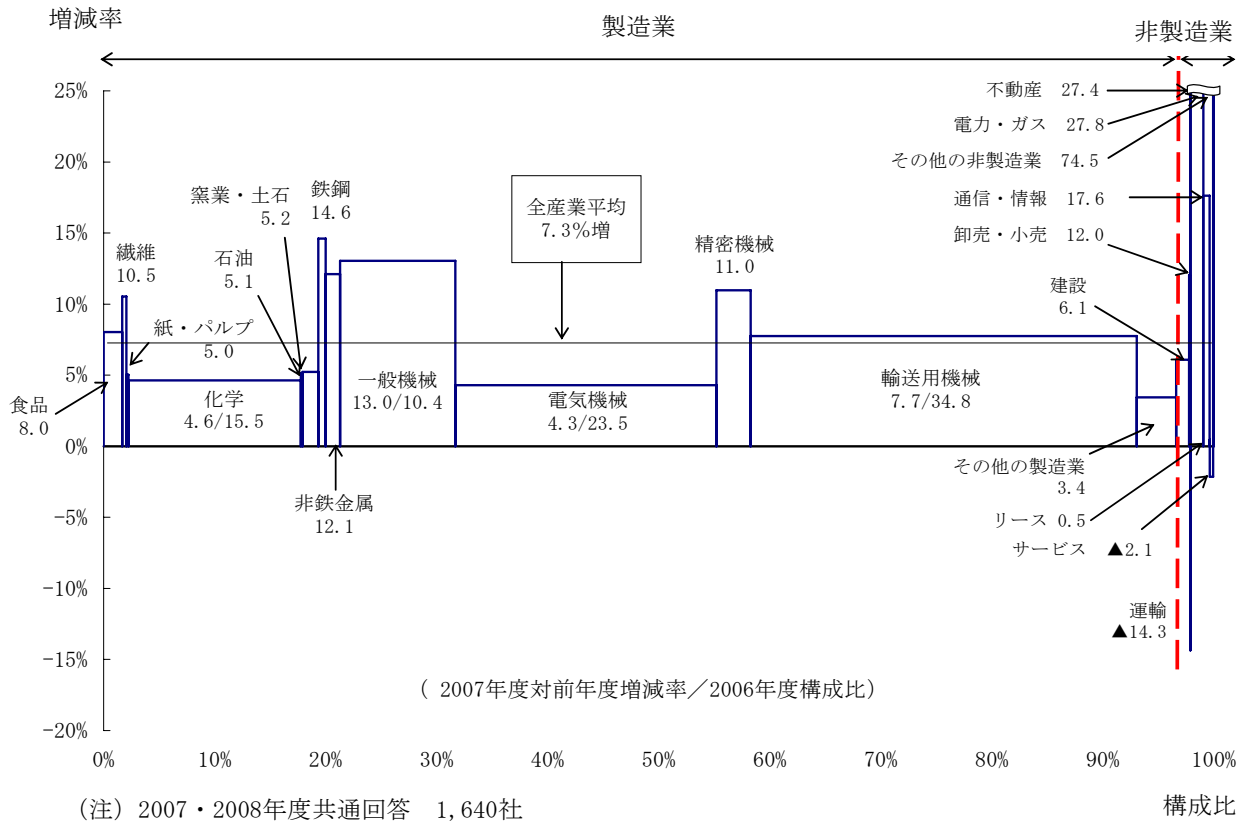 増減率
製造業
非製造業
25%
20%
15%
10%
5%
0%
-5%
-10%
-15%
-20%
食品
8.0
繊維
10.5
紙・パルプ
5.0
化学
4.6/15.5
石油
5.1
窯業・土石
5.2
鉄鋼
14.6
非鉄金属
12.1
一般機械
13.0/10.4
全産業平均
7.3%増
電気機械
4.3/23.5
精密機械
11.0
輸送用機械
7.7/34.8
不動産 27.4
電力・ガス 27.8
その他の非製造業 74.5
通信・情報 17.6
卸売・小売 12.0
建設
6.1
その他の製造業
3.4
リース 0.5
サービス ▲2.1
運輸
▲14.3
( 2007年度対前年度増減率／2006年度構成比)
0% 10% 20% 30% 40% 50% 60% 70% 80% 90% 100%
(注) 2007・2008年度共通回答 1,640社
構成比